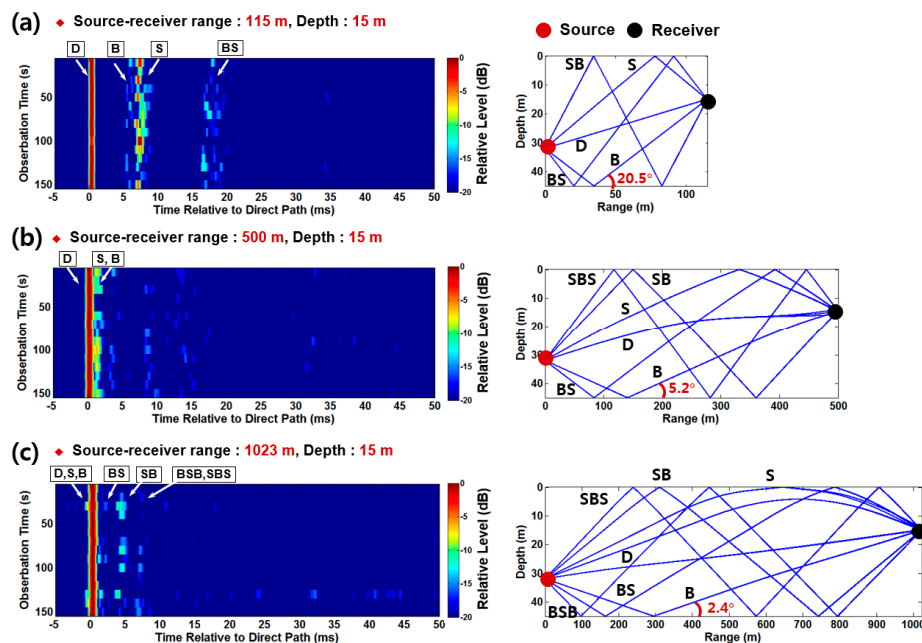 (a)
◆ Source-receiver range : 115 m, Depth : 15 m
D B S BS
Obserbation Time (s)
50
100
150
-5 0 5 10 15 20 25 30 35 40 45 50
Time Relative to Direct Path (ms)
0
-5
-10
-15
-20
Relative Level (dB)
Source Receiver
SB S
D
B
BS
20.5°
Depth (m)
0
10
20
30
40
0 50 100
Range (m)
(b)
◆ Source-receiver range : 500 m, Depth : 15 m
D S, B
Obserbation Time (s)
50
100
150
-5 0 5 10 15 20 25 30 35 40 45 50
Time Relative to Direct Path (ms)
0
-5
-10
-15
-20
Relative Level (dB)
SBS SB
S
D
B
BS
5.2°
Depth (m)
0
10
20
30
40
0 100 200 300 400 500
Range (m)
(c)
◆ Source-receiver range : 1023 m, Depth : 15 m
D,S,B BS SB BSB,SBS
Obserbation Time (s)
50
100
150
-5 0 5 10 15 20 25 30 35 40 45 50
Time Relative to Direct Path (ms)
0
-5
-10
-15
-20
Relative Level (dB)
SB S
SBS
D
BS B
BSB
2.4°
Depth (m)
0
10
20
30
40
0 100 200 300 400 500 600 700 800 900 1000
Range (m)